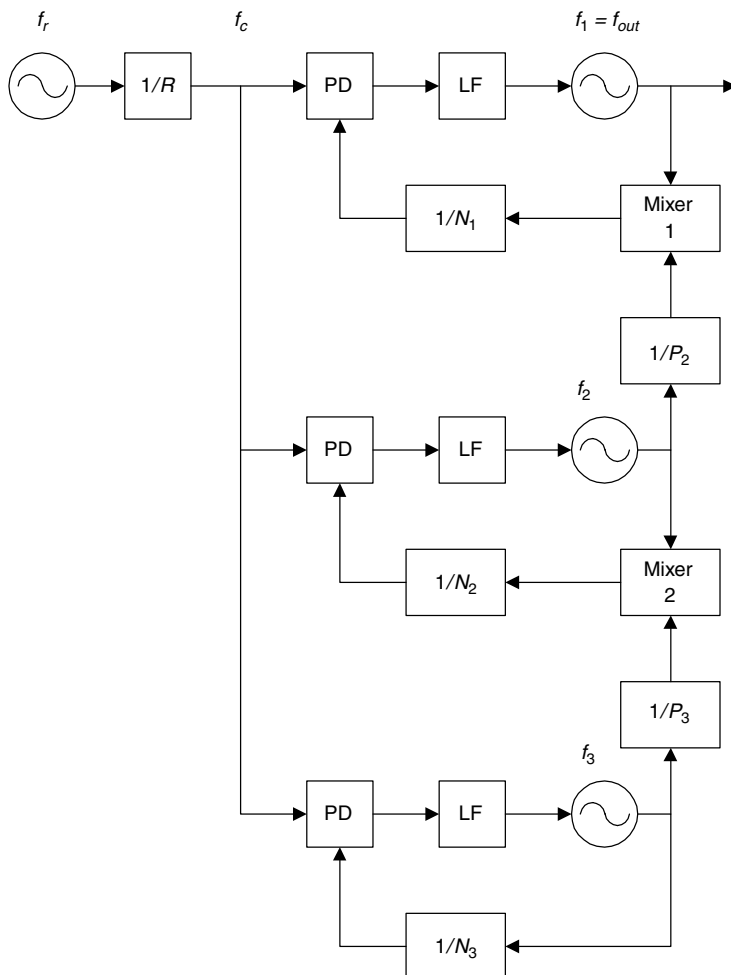 f_r
f_c
f_1 = f_out
1/R
PD
LF
1/N_1
Mixer
1
1/P_2
f_2
PD
LF
1/N_2
Mixer
2
1/P_3
f_3
PD
LF
1/N_3